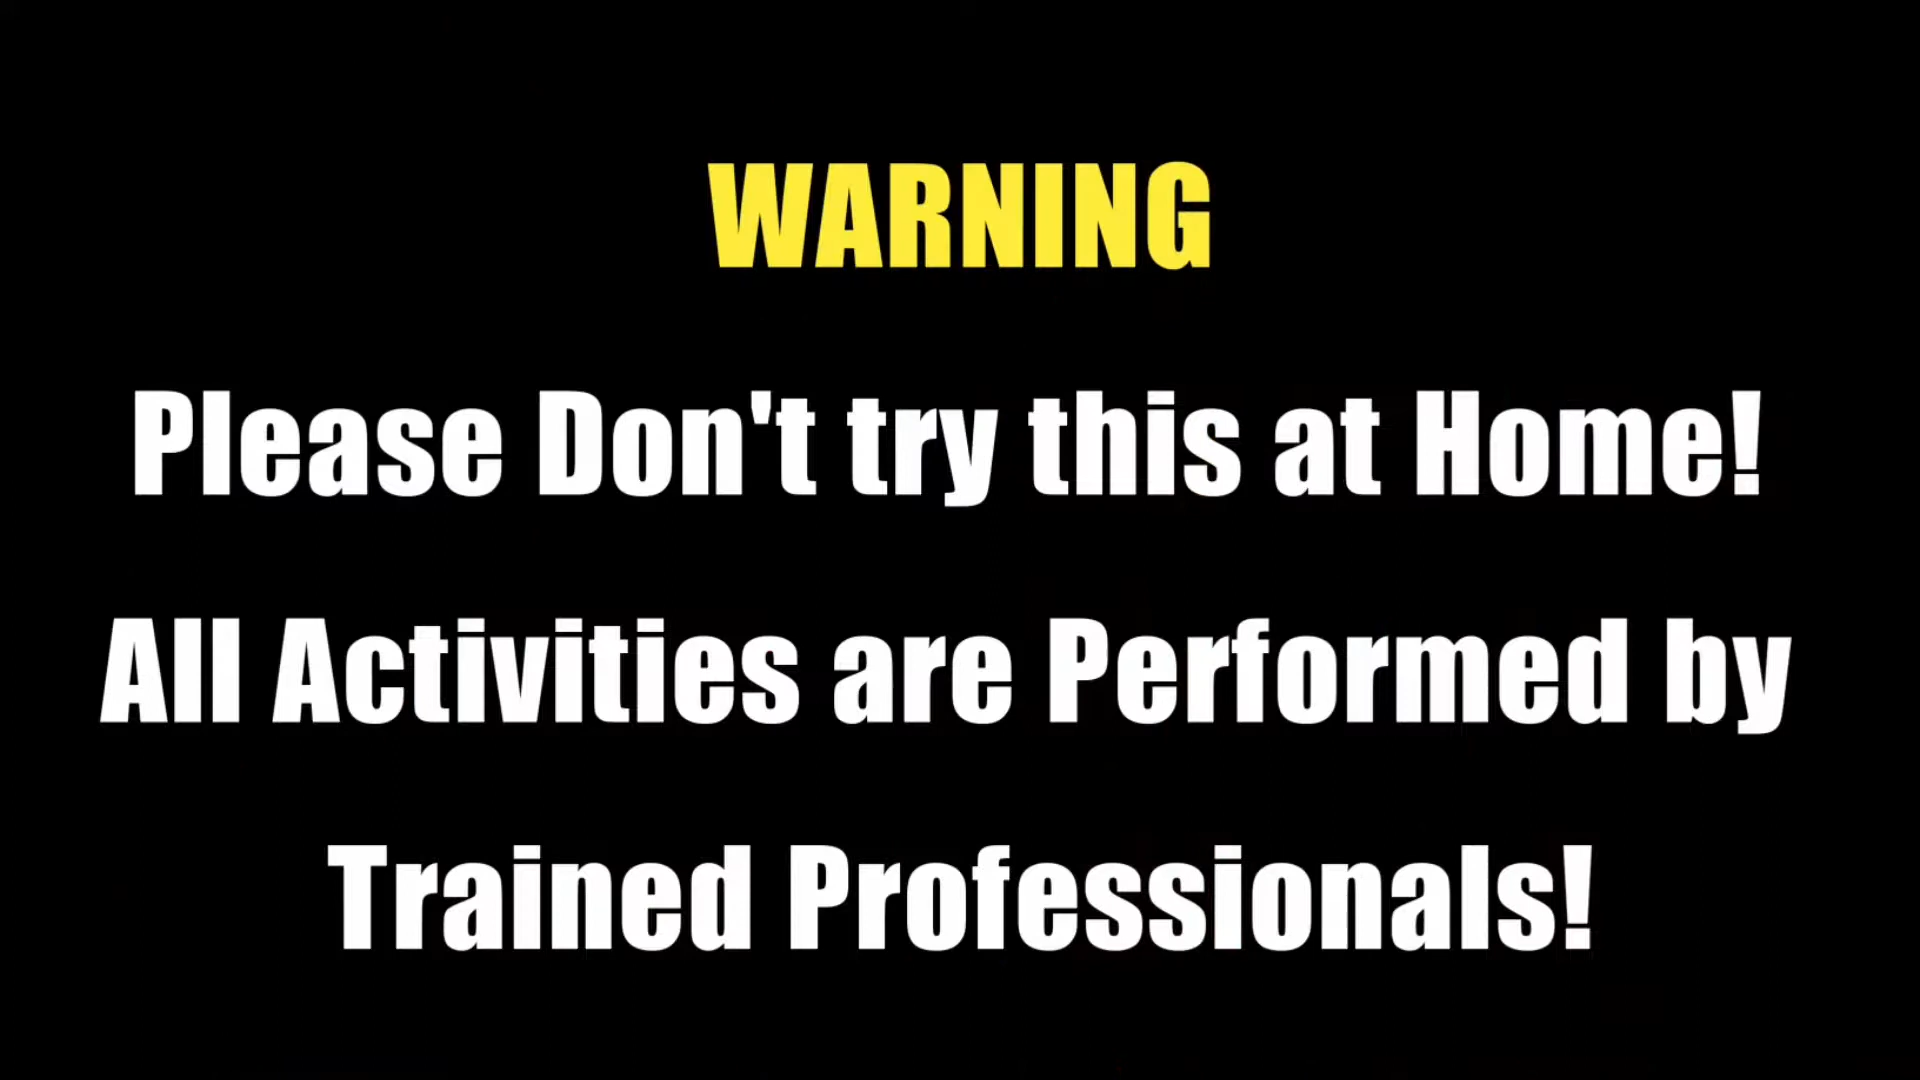 WARNING
Please Don't try this at Home!
All Activities are Performed by
Trained Professionals!